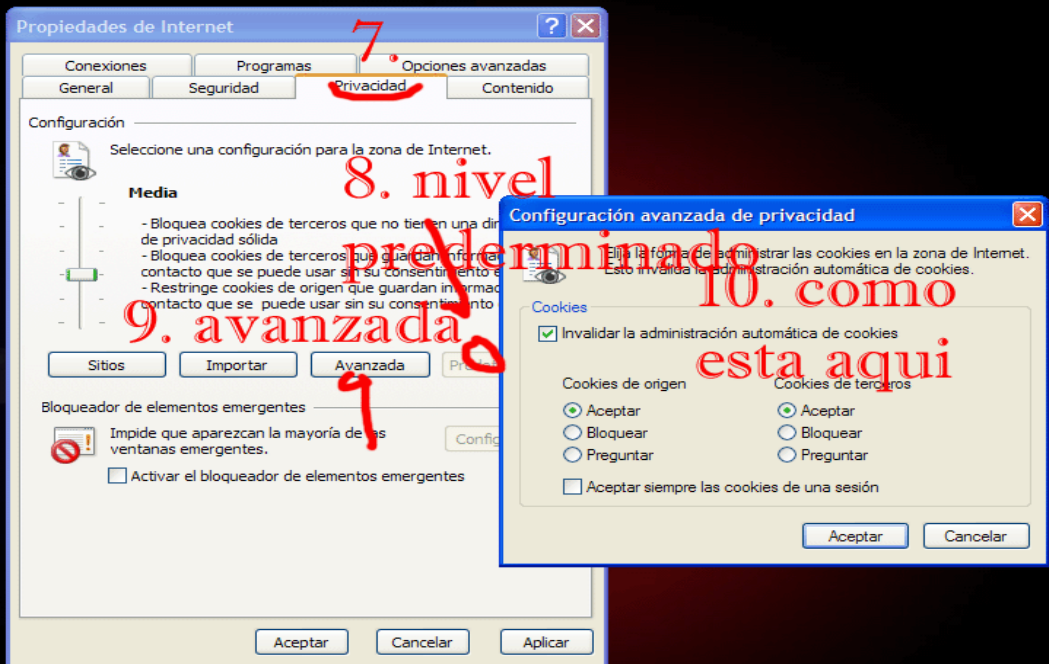 Propiedades de Internet
7.
Conexiones Programas Opciones avanzadas
General Seguridad Privacidad Contenido
Configuración
Seleccione una configuración para la zona de Internet.
8. nivel
predeterminado
Media
- Bloquea cookies de terceros que no tienen una
de privacidad sólida
- Bloquea cookies de terceros que guardan
contacto que se puede usar sin su consentimiento
- Restringe cookies de origen que guardan
contacto que se puede usar sin su consentimiento
9. avanzada
Sitios Importar Avanzada
9
Bloqueador de elementos emergentes
Impide que aparezcan la mayoría de las
ventanas emergentes.
Activar el bloqueador de elementos emergentes
Aceptar Cancelar Aplicar
Configuración avanzada de privacidad
Elija la forma de administrar las cookies en la zona de Internet.
Esto invalida la administración automática de cookies.
10. como
esta aqui
Cookies
Invalidar la administración automática de cookies
Cookies de origen Cookies de terceros
Aceptar Aceptar
Bloquear Bloquear
Preguntar Preguntar
Aceptar siempre las cookies de una sesión
Aceptar Cancelar